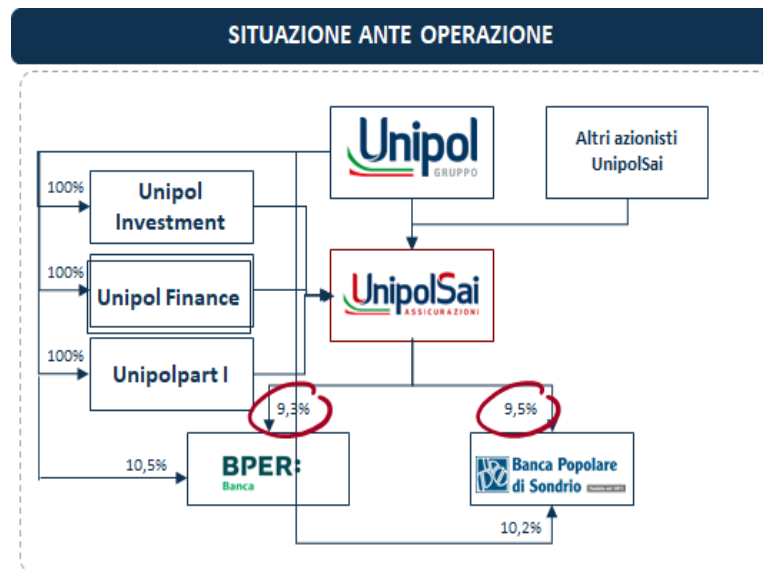 SITUAZIONE ANTE OPERAZIONE
Unipol
GRUPPO
Altri azionisti
UnipolSai
100%
Unipol
Investment
100%
Unipol Finance
UnipolSai
ASSICURAZIONI
100%
Unipolpart I
9,3%
9,5%
10,5%
BPER:
Banca
Banca Popolare
di Sondrio
10,2%